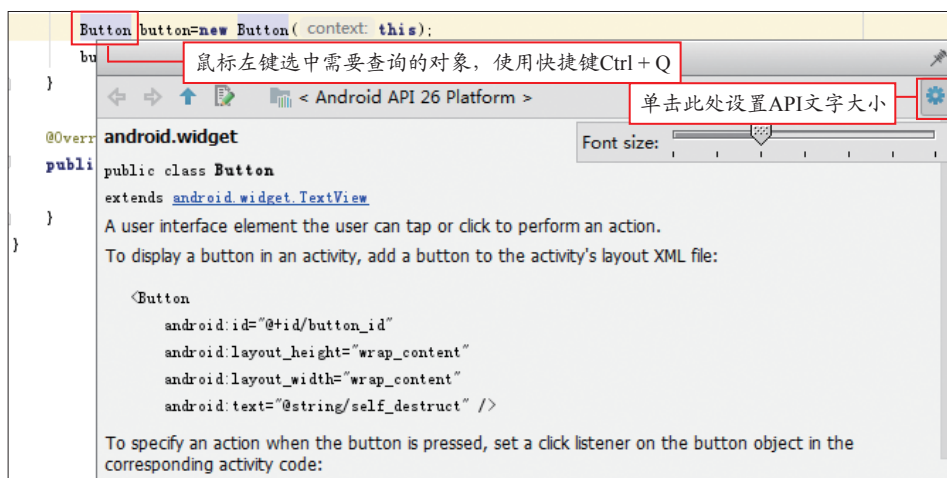 Button button=new Button( context: this);
bu
鼠标左键选中需要查询的对象，使用快捷键Ctrl + Q
}
< Android API 26 Platform >
单击此处设置API文字大小
@Overr
android.widget
Font size:
publi
public class Button
extends android.widget.TextView
}
A user interface element the user can tap or click to perform an action.
}
To display a button in an activity, add a button to the activity's layout XML file:
<Button
android:id="@+id/button_id"
android:layout_height="wrap_content"
android:layout_width="wrap_content"
android:text="@string/self_destruct" />
To specify an action when the button is pressed, set a click listener on the button object in the
corresponding activity code: